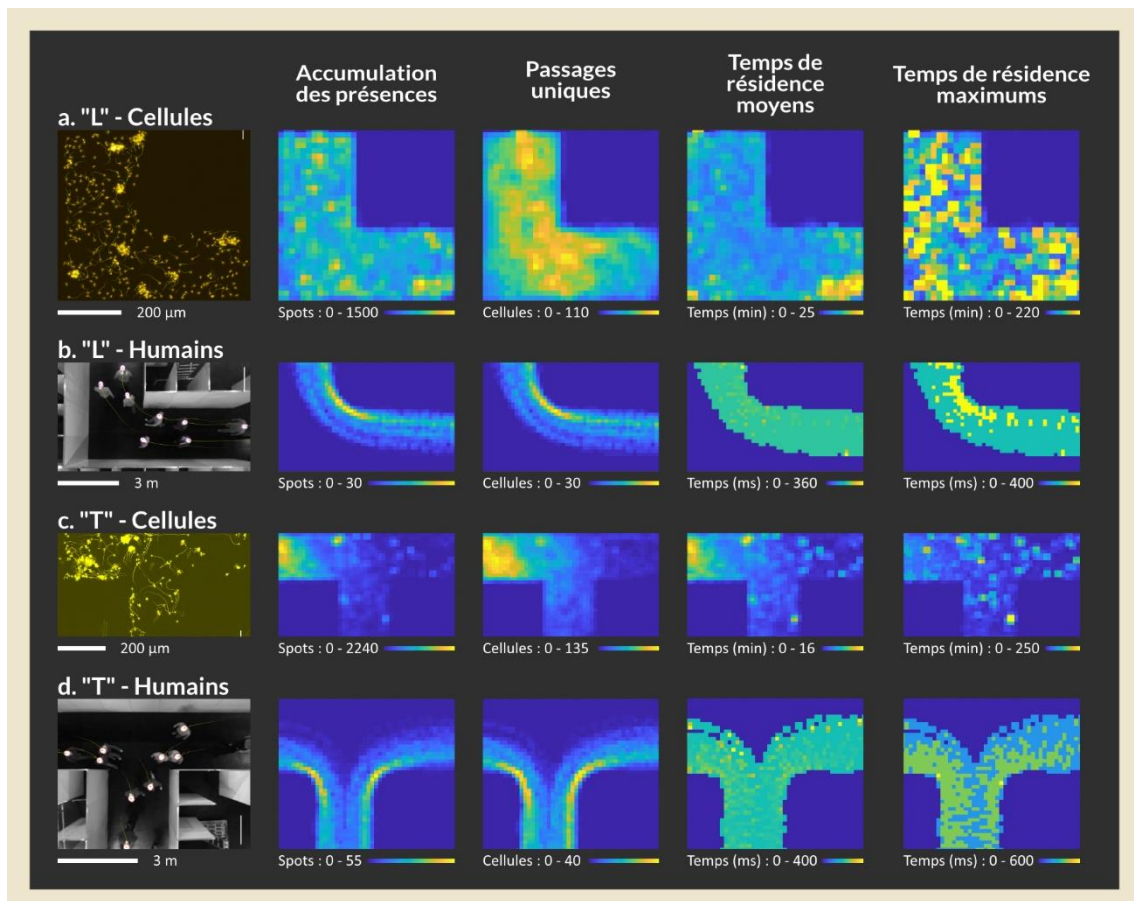 Accumulation
des présences
Passages
uniques
Temps de
résidence
moyens
Temps de résidence
maximums
a. "L" - Cellules
200 µm
Spots : 0 - 1500
Cellules : 0 - 110
Temps (min) : 0 - 25
Temps (min) : 0 - 220
b. "L" - Humains
3 m
Spots : 0 - 30
Cellules : 0 - 30
Temps (ms) : 0 - 360
Temps (ms) : 0 - 400
c. "T" - Cellules
200 µm
Spots : 0 - 2240
Cellules : 0 - 135
Temps (min) : 0 - 16
Temps (min) : 0 - 250
d. "T" - Humains
3 m
Spots : 0 - 55
Cellules : 0 - 40
Temps (ms) : 0 - 400
Temps (ms) : 0 - 600